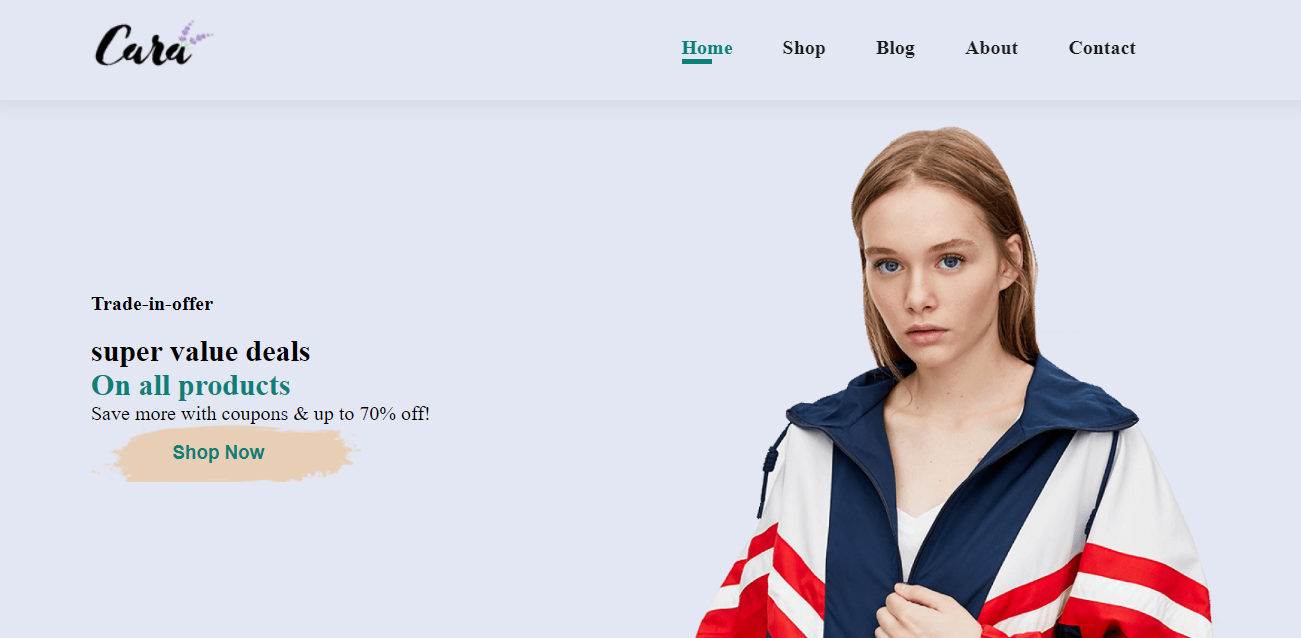 Cara
Home Shop Blog About Contact
Trade-in-offer
super value deals
On all products
Save more with coupons & up to 70% off!
Shop Now